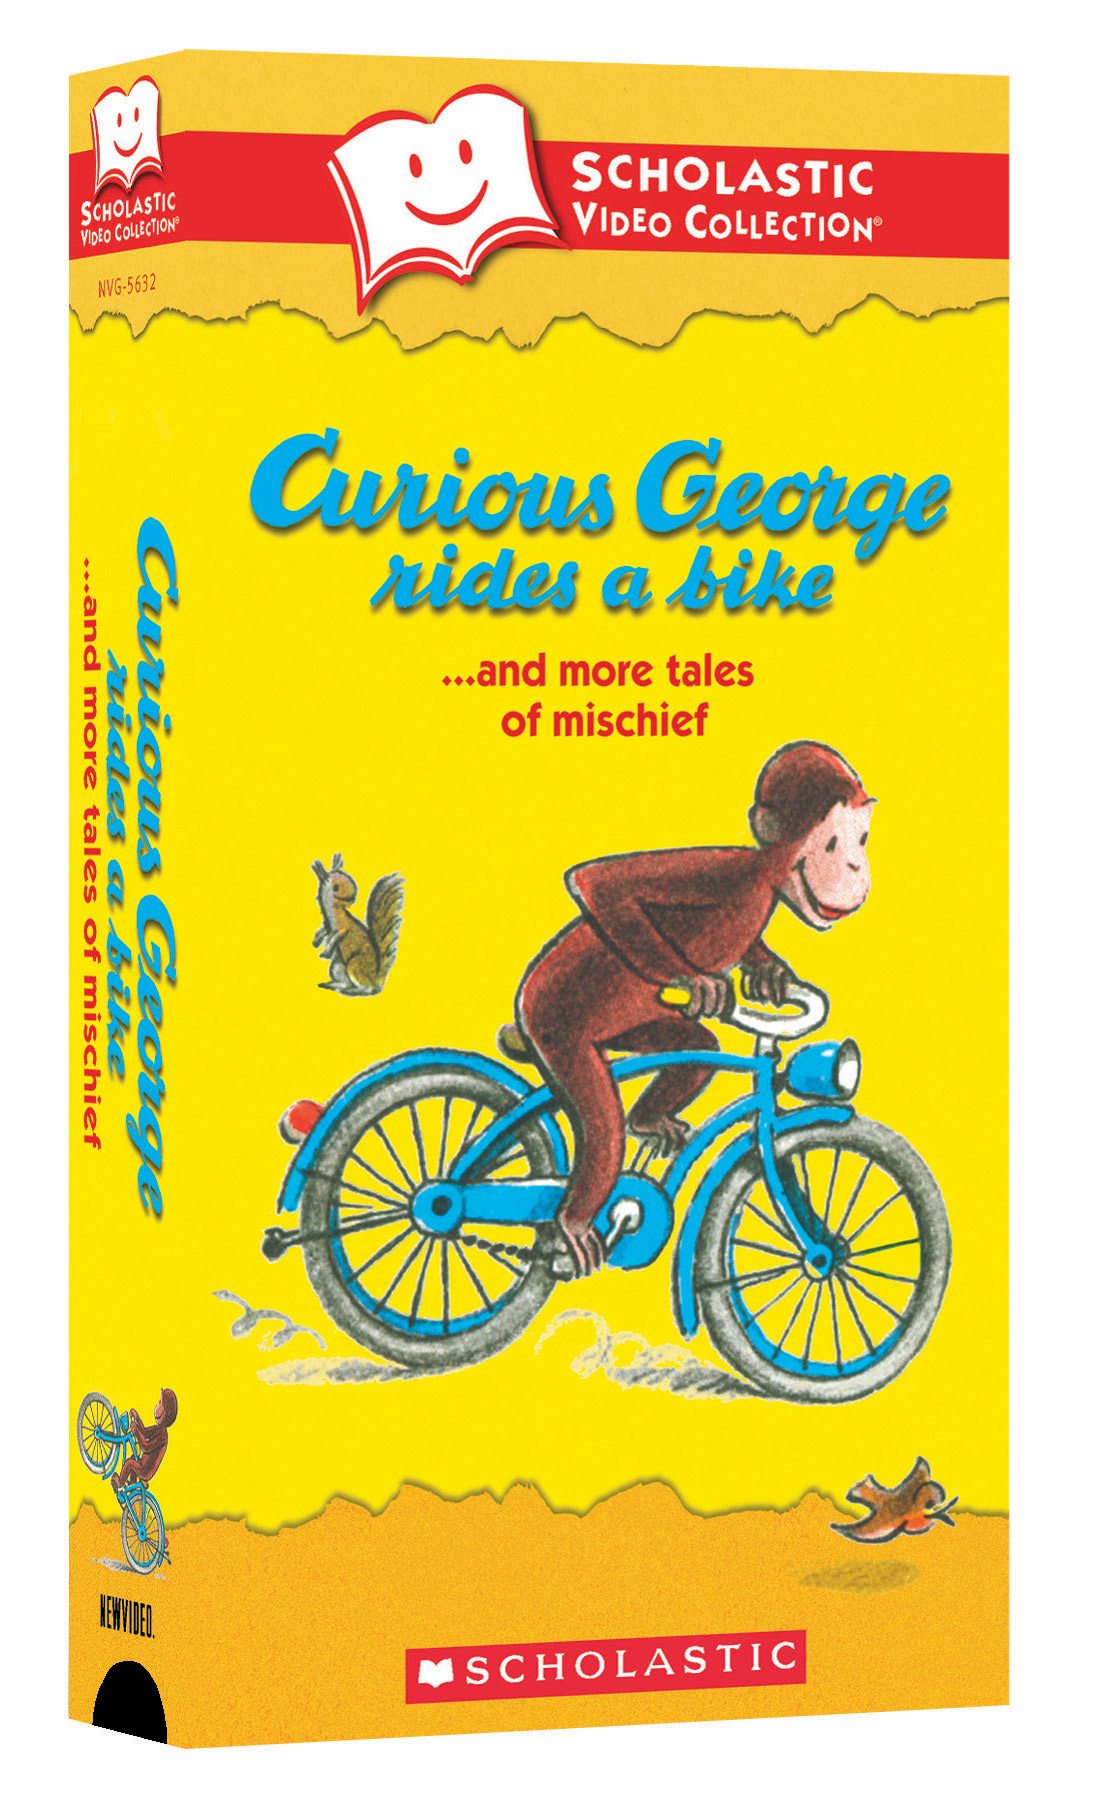 SCHOLASTIC
VIDEO COLLECTION®
NVG-5632
Curious George
rides a bike
...and more tales of mischief
NEWVIDEO.
SCHOLASTIC
VIDEO COLLECTION®
Curious George
rides a bike
...and more tales
of mischief
SCHOLASTIC